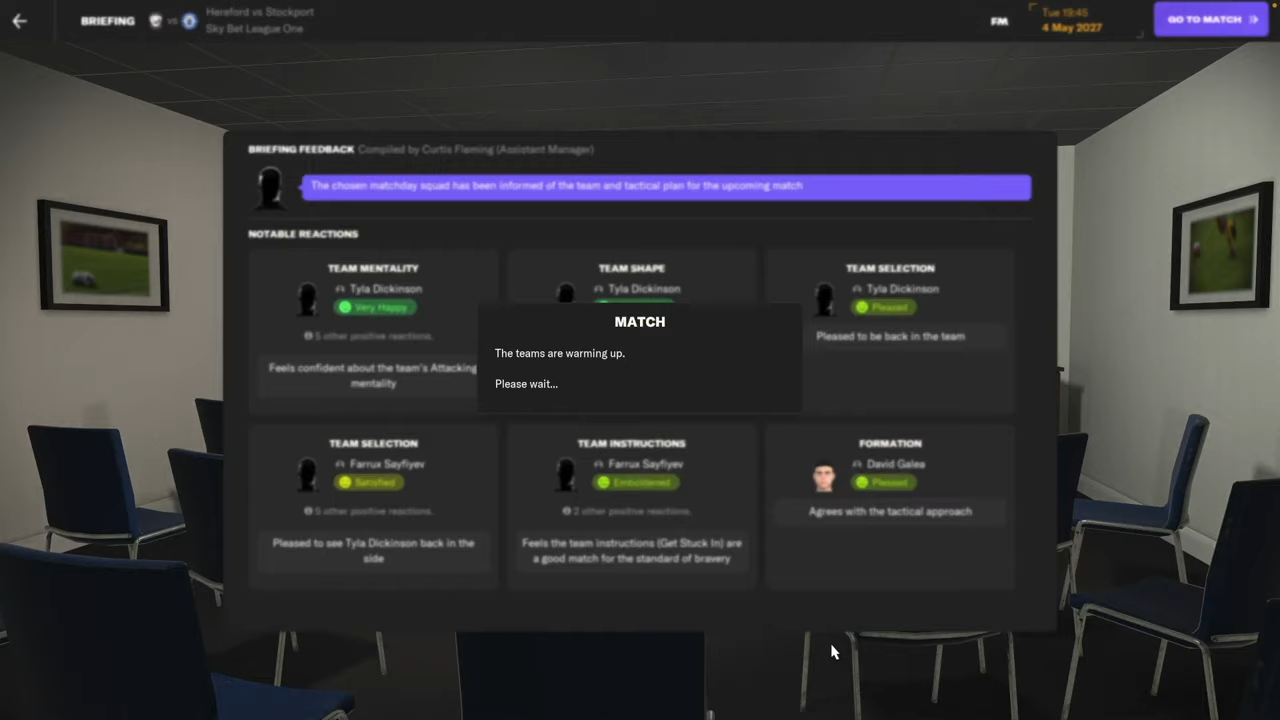 BRIEFING
vs
Hereford vs Stockport
Sky Bet League One
FM
Tue 19:45
4 May 2027
GO TO MATCH
BRIEFING FEEDBACK Compiled by Curtis Fleming (Assistant Manager)
The chosen matchday squad has been informed of the team and tactical plan for the upcoming match
NOTABLE REACTIONS
TEAM MENTALITY
Tyla Dickinson
Very Happy
5 other positive reactions.
Feels confident about the team's Attacking
mentality
TEAM SHAPE
Tyla Dickinson
TEAM SELECTION
Tyla Dickinson
Pleased
Pleased to be back in the team
MATCH
The teams are warming up.
Please wait...
TEAM SELECTION
Farrux Sayfiyev
Satisfied
5 other positive reactions.
Pleased to see Tyla Dickinson back in the
side
TEAM INSTRUCTIONS
Farrux Sayfiyev
Emboldened
2 other positive reactions.
Feels the team instructions (Get Stuck In) are
a good match for the standard of bravery
FORMATION
David Galea
Pleased
Agrees with the tactical approach